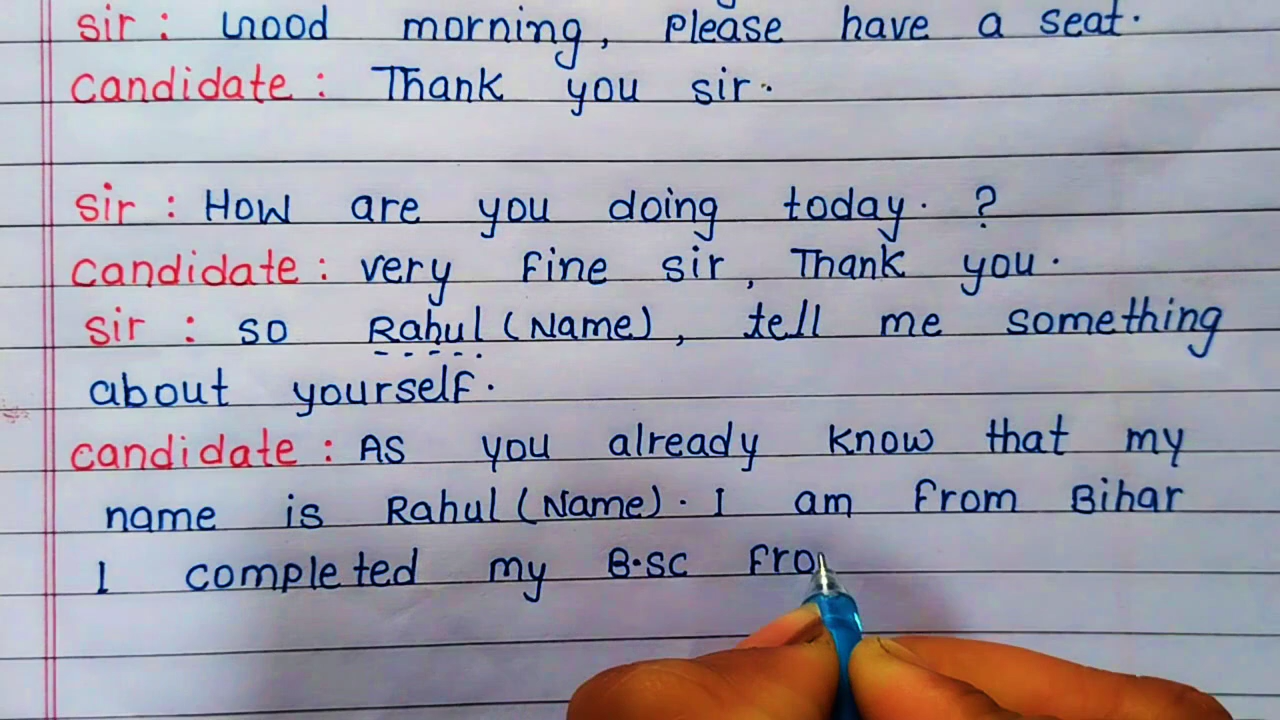 sir : Good morning, Please have a seat.
candidate : Thank you sir.
sir : How are you doing today. ?
candidate : very fine sir, Thank you.
sir : so Rahul (Name), tell me something
about yourself.
candidate : As you already know that my
name is Rahul (Name). I am from Bihar
I completed my B.sc fro